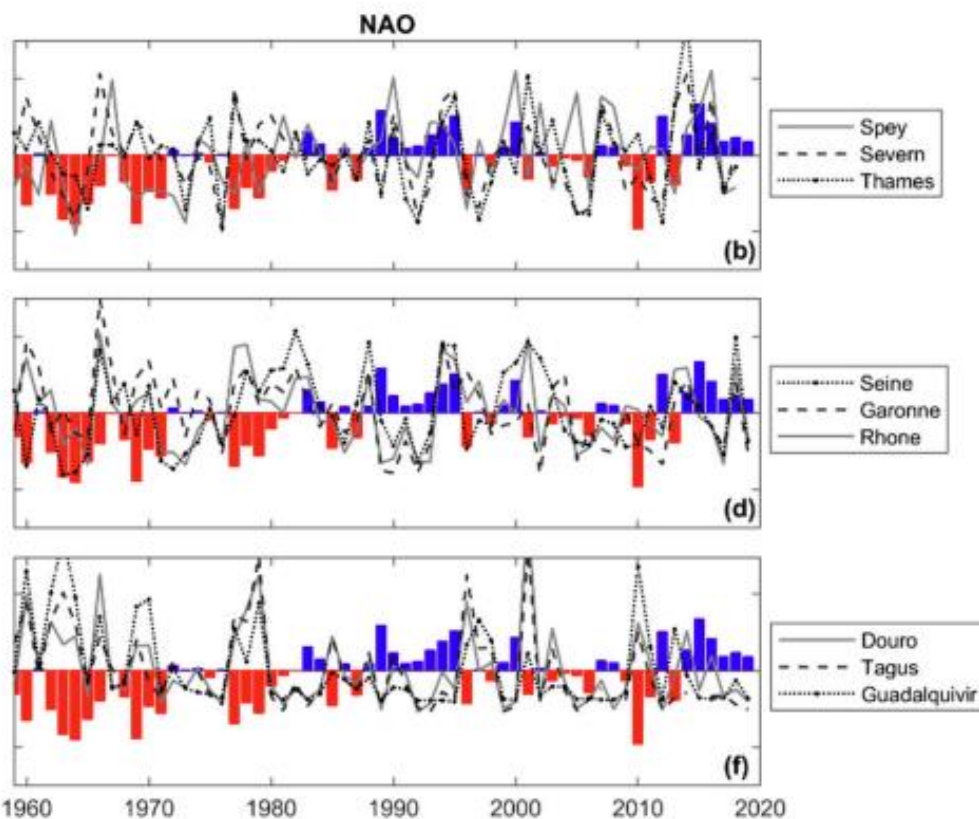 NAO
Spey
Severn
Thames
(b)
Seine
Garonne
Rhone
(d)
Douro
Tagus
Guadalquivir
(f)
1960 1970 1980 1990 2000 2010 2020